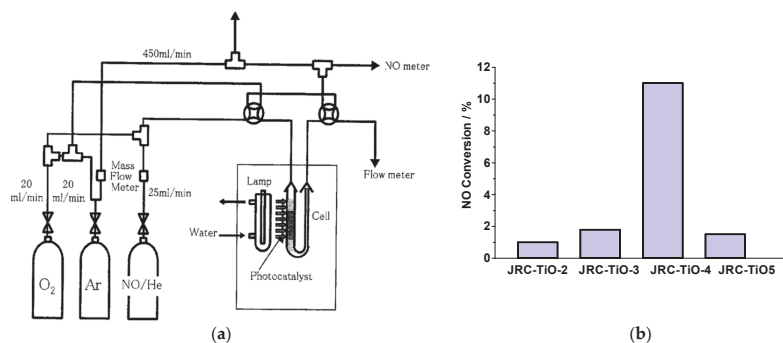 450ml/min
NO meter
Mass
Flow
Meter
20
ml/min
20
ml/min
25ml/min
Flow meter
Lamp
Cell
Water
Photocatalyst
O2
Ar
NO/He
(a)
NO Conversion / %
12
10
8
6
4
2
0
JRC-TiO-2
JRC-TiO-3
JRC-TiO-4
JRC-TiO5
(b)